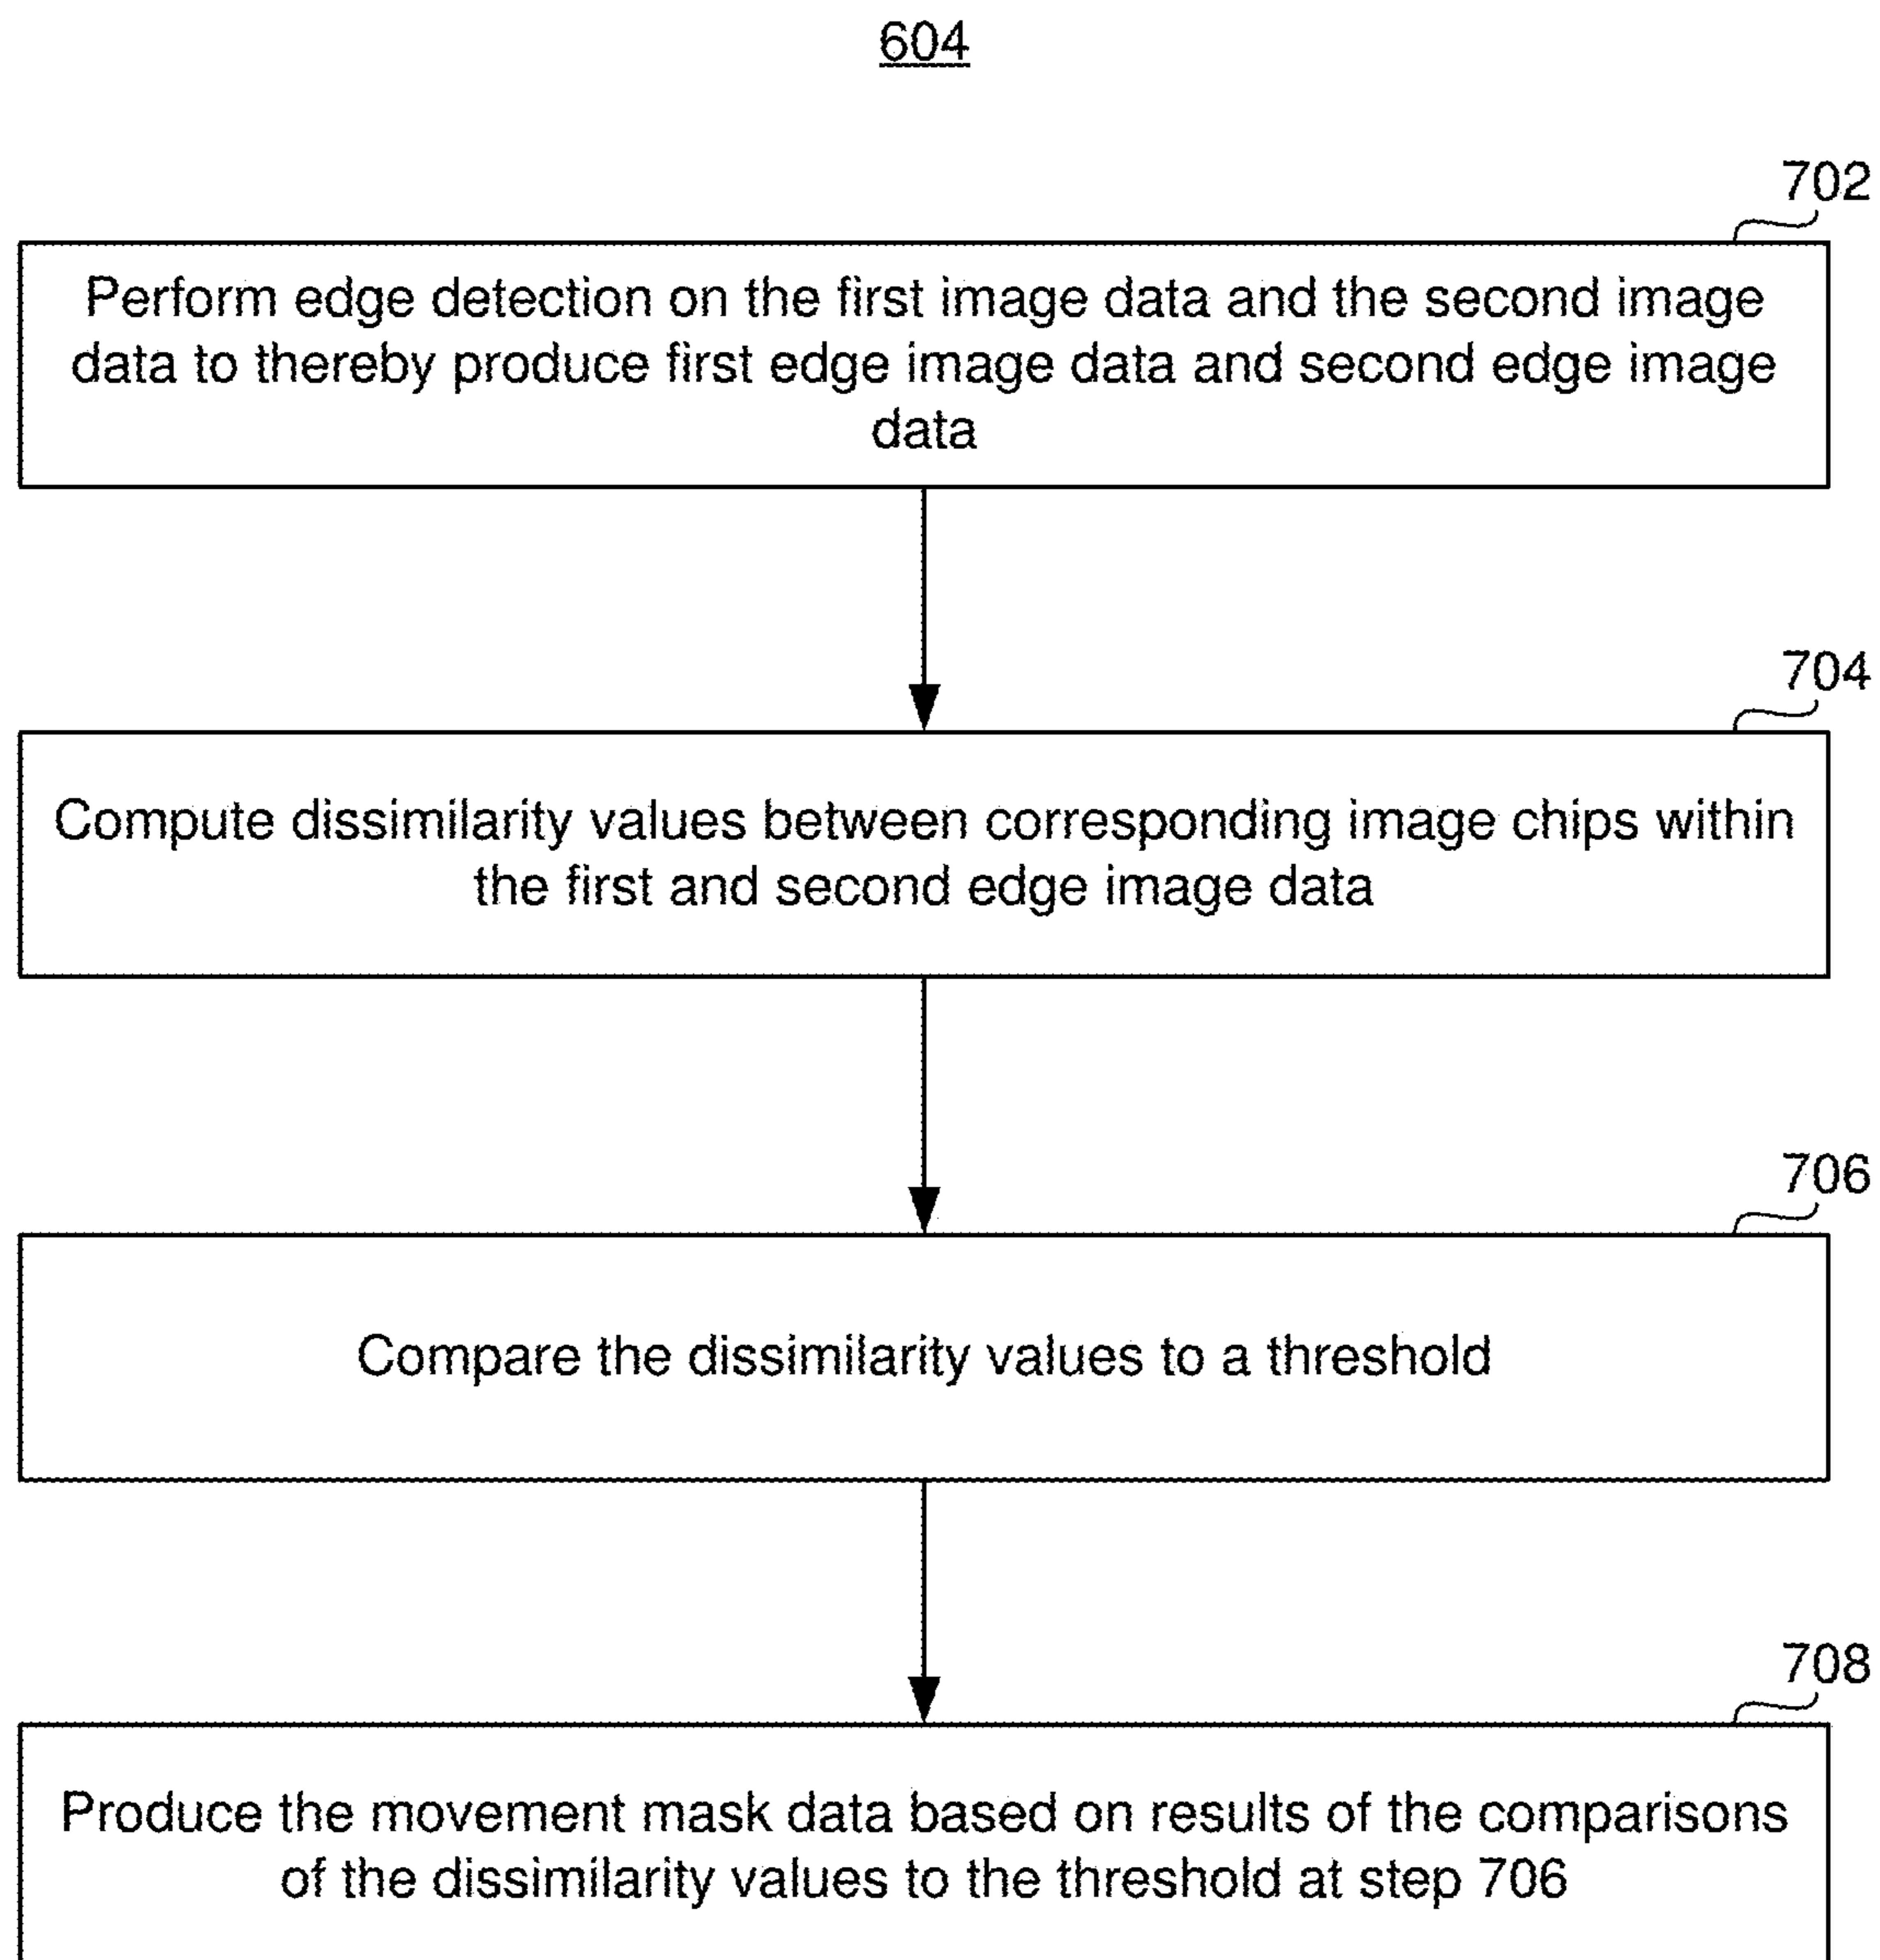 604
702
Perform edge detection on the first image data and the second image
data to thereby produce first edge image data and second edge image
data
704
Compute dissimilarity values between corresponding image chips within
the first and second edge image data
706
Compare the dissimilarity values to a threshold
708
Produce the movement mask data based on results of the comparisons
of the dissimilarity values to the threshold at step 706